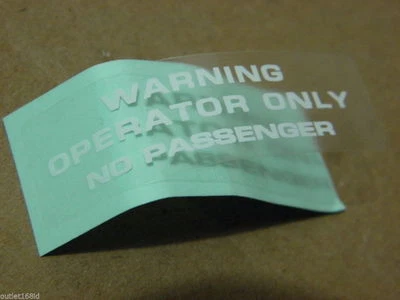 WARNING
OPERATOR ONLY
NO PASSENGER
outlet168ld